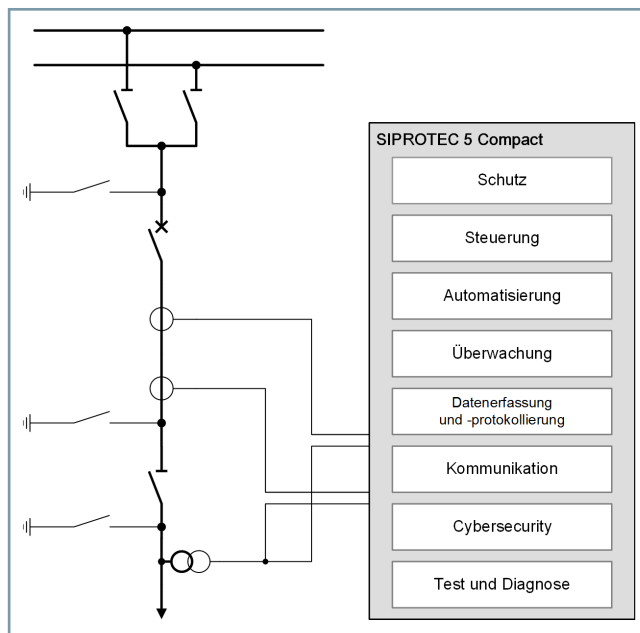 SIPROTEC 5 Compact
Schutz
Steuerung
Automatisierung
Überwachung
Datenerfassung
und -protokollierung
Kommunikation
Cybersecurity
Test und Diagnose